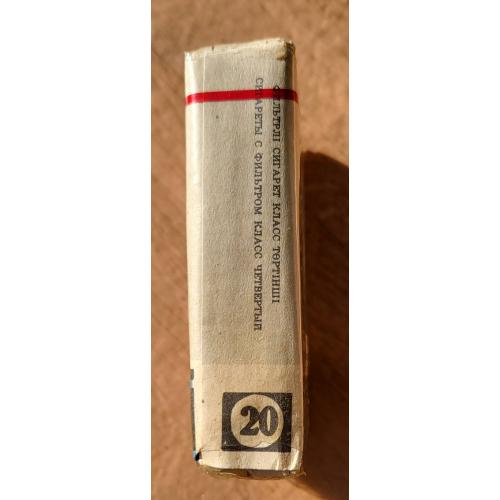 ФИЛЬТРЛІ СИГАРЕТ КЛАСС ТӨРТІНШІ
СИГАРЕТЫ С ФИЛЬТРОМ КЛАСС ЧЕТВЕРТЫЙ
20